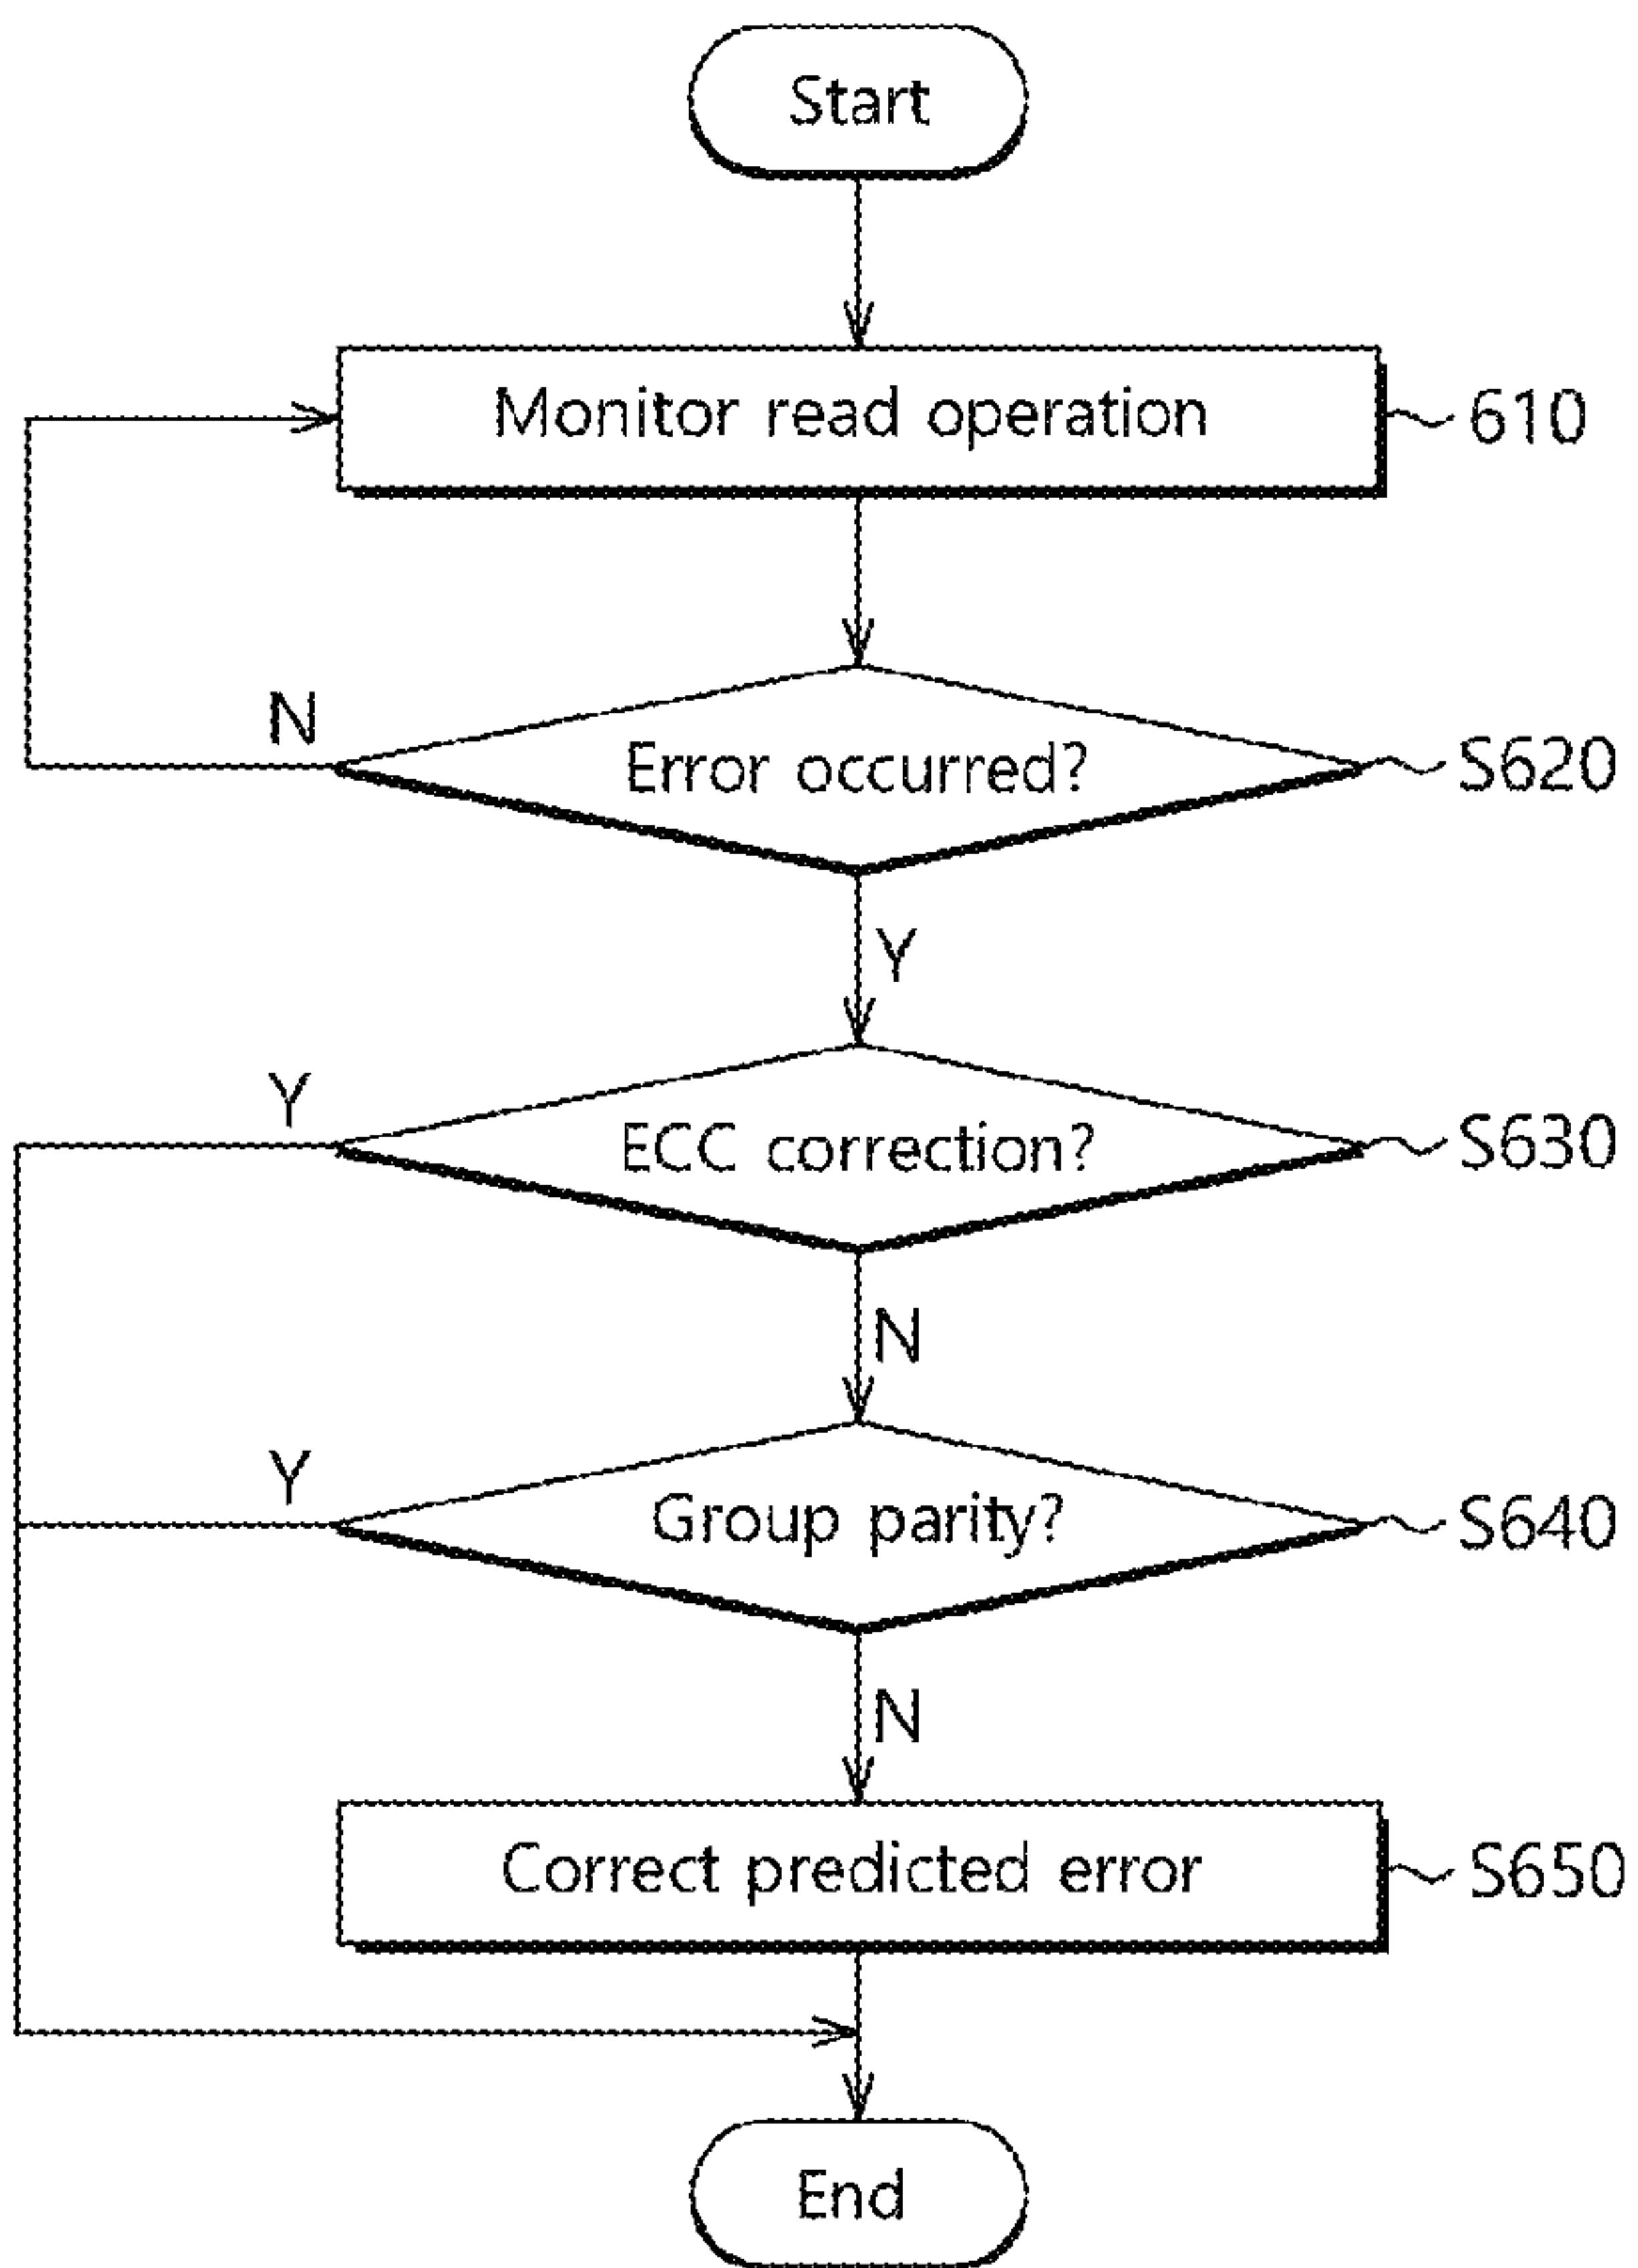 Start
Monitor read operation
610
N
Error occurred?
S620
Y
Y
ECC correction?
S630
N
Y
Group parity?
S640
N
Correct predicted error
S650
End